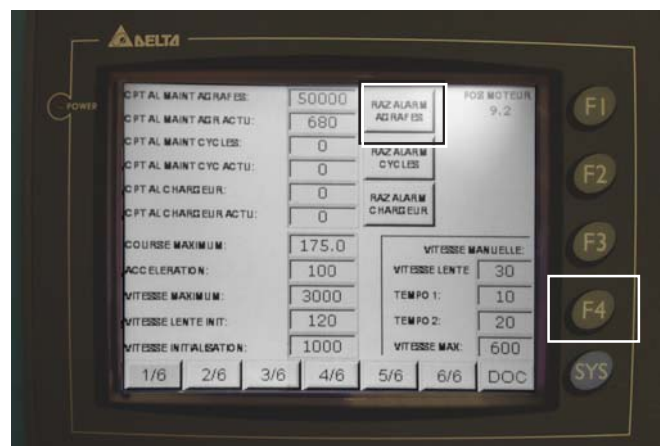 DELTA
POWER
CPT AL MAINT AGRAFES: 50000
RAZ ALARM AGRAFES
POS MOTEUR
9.2
CPT AL MAINT AGR ACTU: 680
CPT AL MAINT CYCLES: 0
RAZ ALARM CYCLES
CPT AL MAINT CYC ACTU: 0
CPT AL CHARGEUR: 0
RAZ ALARM CHARGEUR
CPT AL CHARGEUR ACTU: 0
COURSE MAXIMUM: 175.0
VITESSE MANUELLE:
ACCELERATION: 100
VITESSE LENTE 30
VITESSE MAXIMUM: 3000
TEMPO 1: 10
VITESSE LENTE INIT: 120
TEMPO 2: 20
VITESSE INITIALISATION: 1000
VITESSE MAX: 600
1/6 2/6 3/6 4/6 5/6 6/6 DOC
F1
F2
F3
F4
SYS